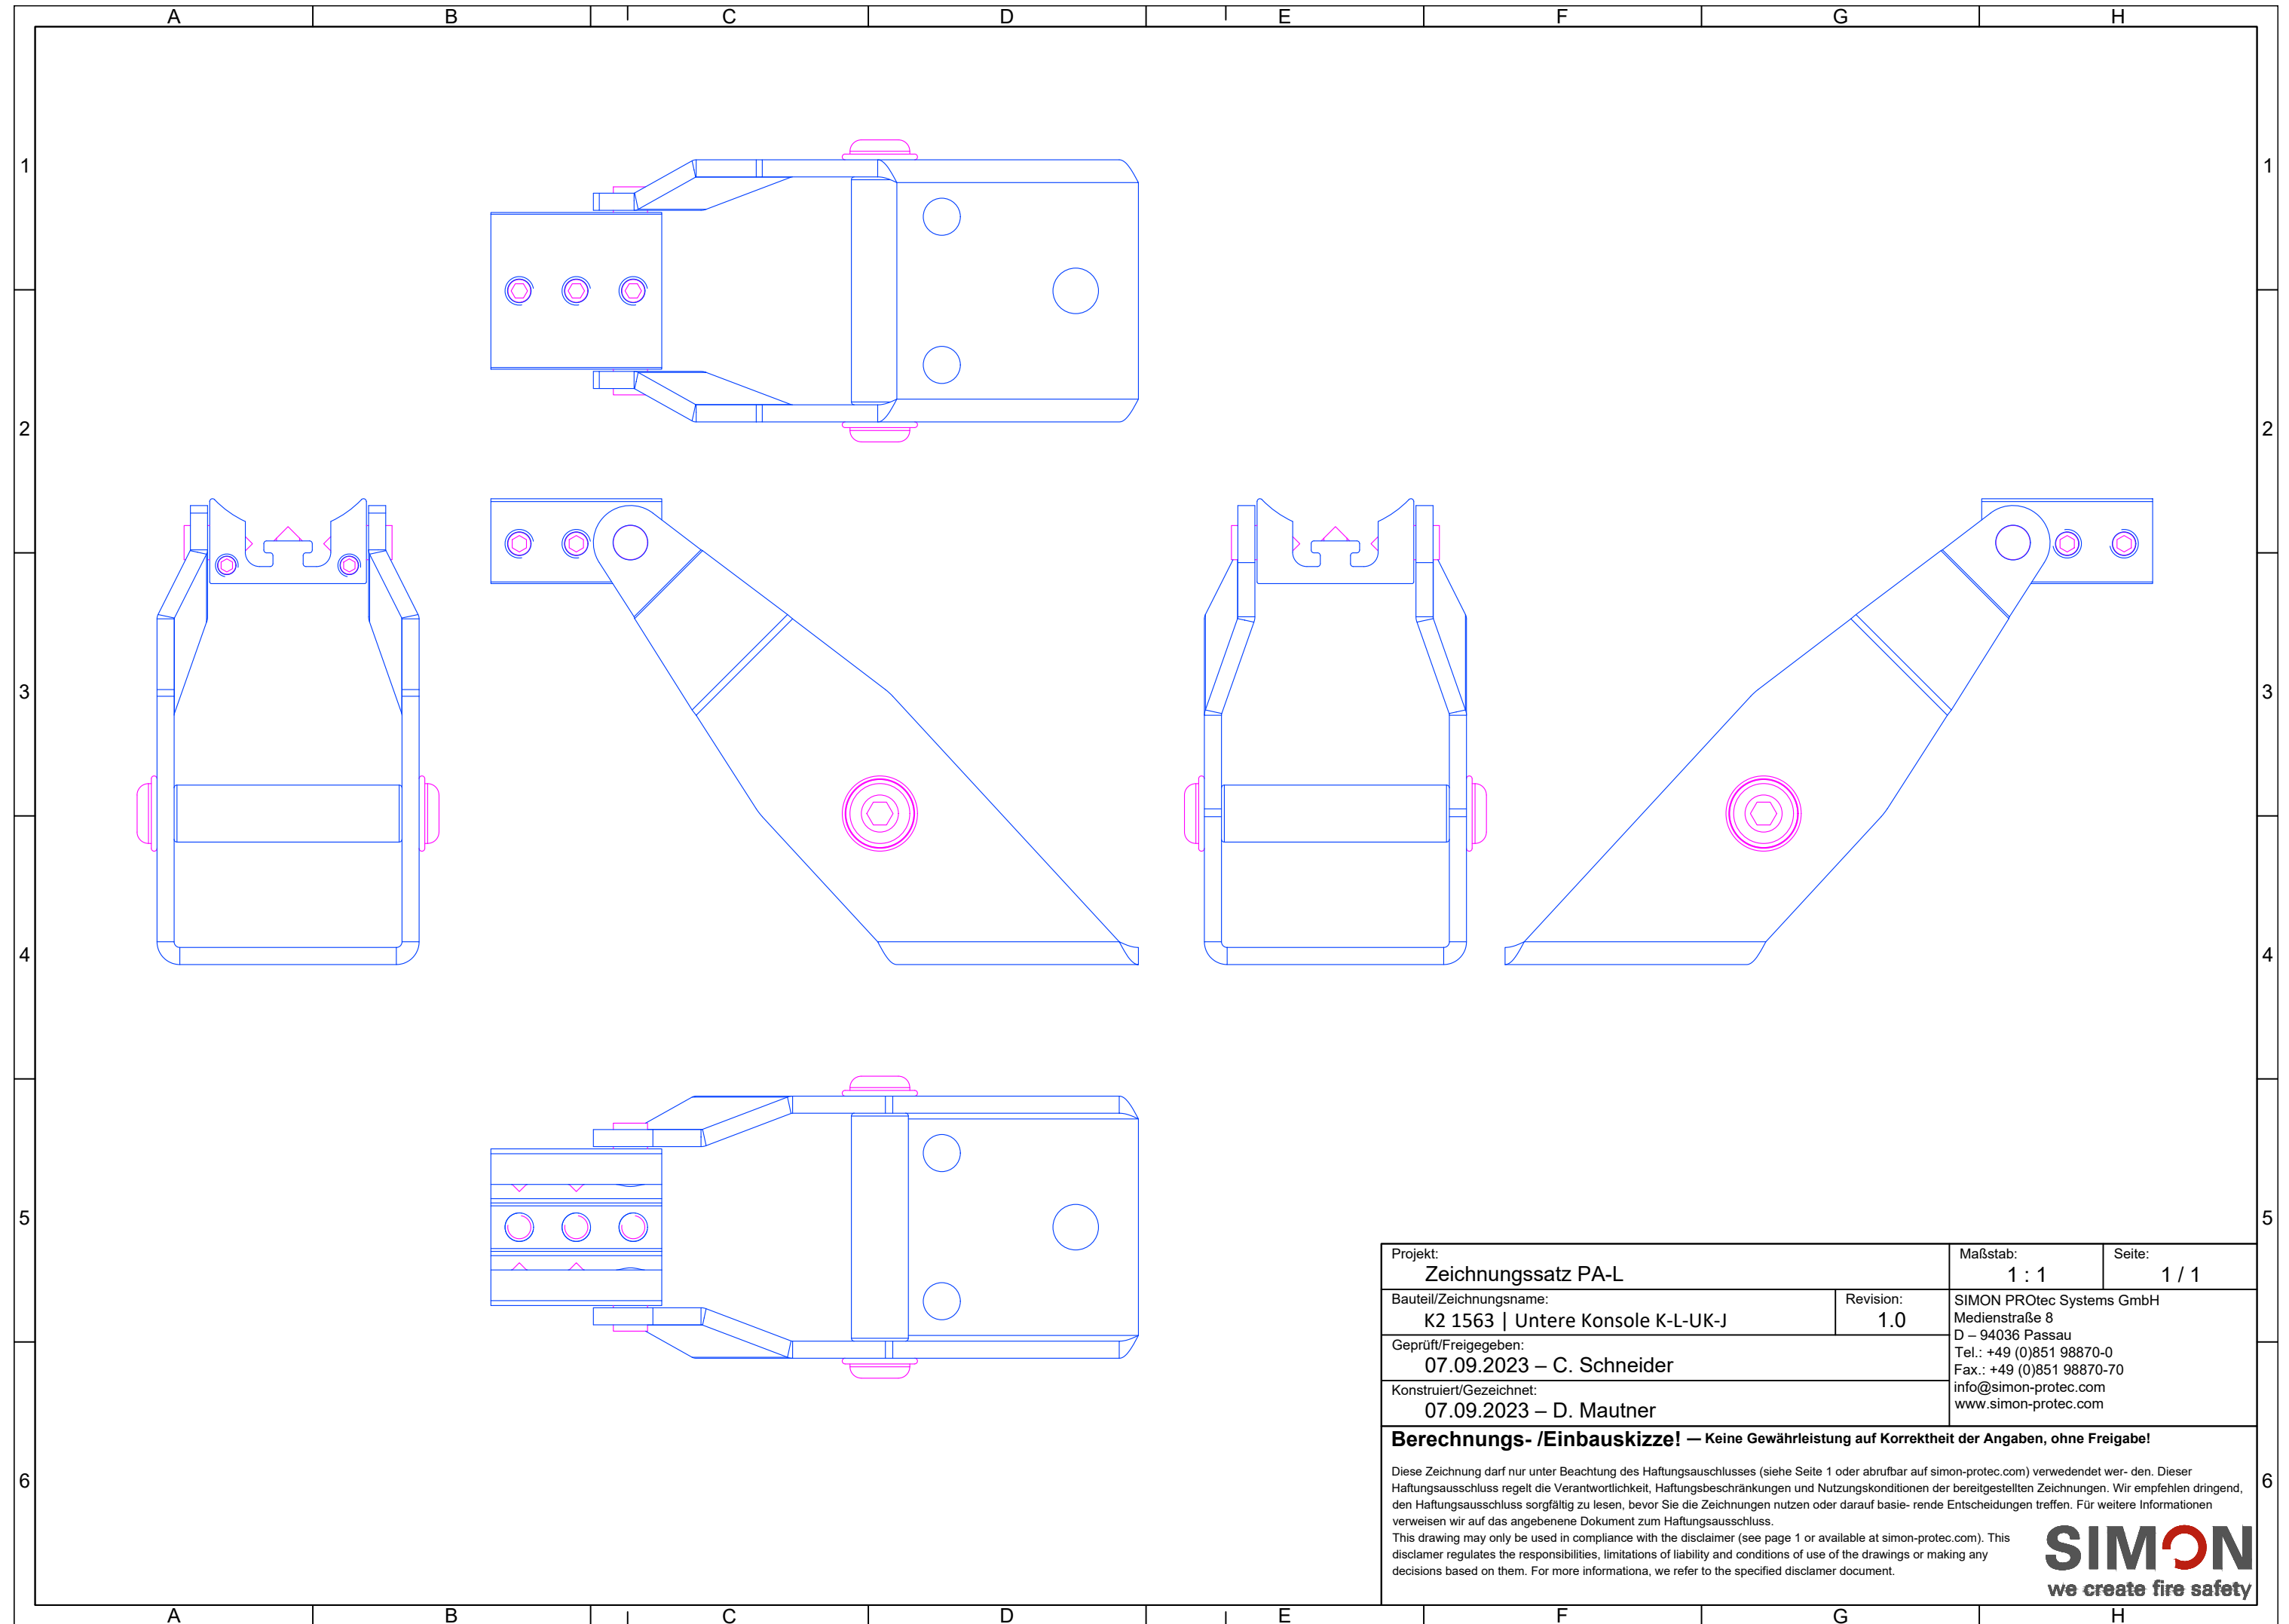 A B C D E F G H
1 1
2 2
3 3
4 4
5 5
6 6
Projekt:
Zeichnungssatz PA-L
Maßstab:
1 : 1
Seite:
1 / 1
Bauteil/Zeichnungsname:
K2 1563 | Untere Konsole K-L-UK-J
Revision:
1.0
Geprüft/Freigegeben:
07.09.2023 – C. Schneider
Konstruiert/Gezeichnet:
07.09.2023 – D. Mautner
SIMON PROtec Systems GmbH
Medienstraße 8
D – 94036 Passau
Tel.: +49 (0)851 98870-0
Fax.: +49 (0)851 98870-70
info@simon-protec.com
www.simon-protec.com
Berechnungs- /Einbauskizze! — Keine Gewährleistung auf Korrektheit der Angaben, ohne Freigabe!
Diese Zeichnung darf nur unter Beachtung des Haftungsauschlusses (siehe Seite 1 oder abrufbar auf simon-protec.com) verwedendet wer- den. Dieser
Haftungsausschluss regelt die Verantwortlichkeit, Haftungsbeschränkungen und Nutzungskonditionen der bereitgestellten Zeichnungen. Wir empfehlen dringend,
den Haftungsausschluss sorgfältig zu lesen, bevor Sie die Zeichnungen nutzen oder darauf basie- rende Entscheidungen treffen. Für weitere Informationen
verweisen wir auf das angebenene Dokument zum Haftungsausschluss.
This drawing may only be used in compliance with the disclaimer (see page 1 or available at simon-protec.com). This
disclamer regulates the responsibilities, limitations of liability and conditions of use of the drawings or making any
decisions based on them. For more informationa, we refer to the specified disclamer document.
SIMON
we create fire safety
A B C D E F G H